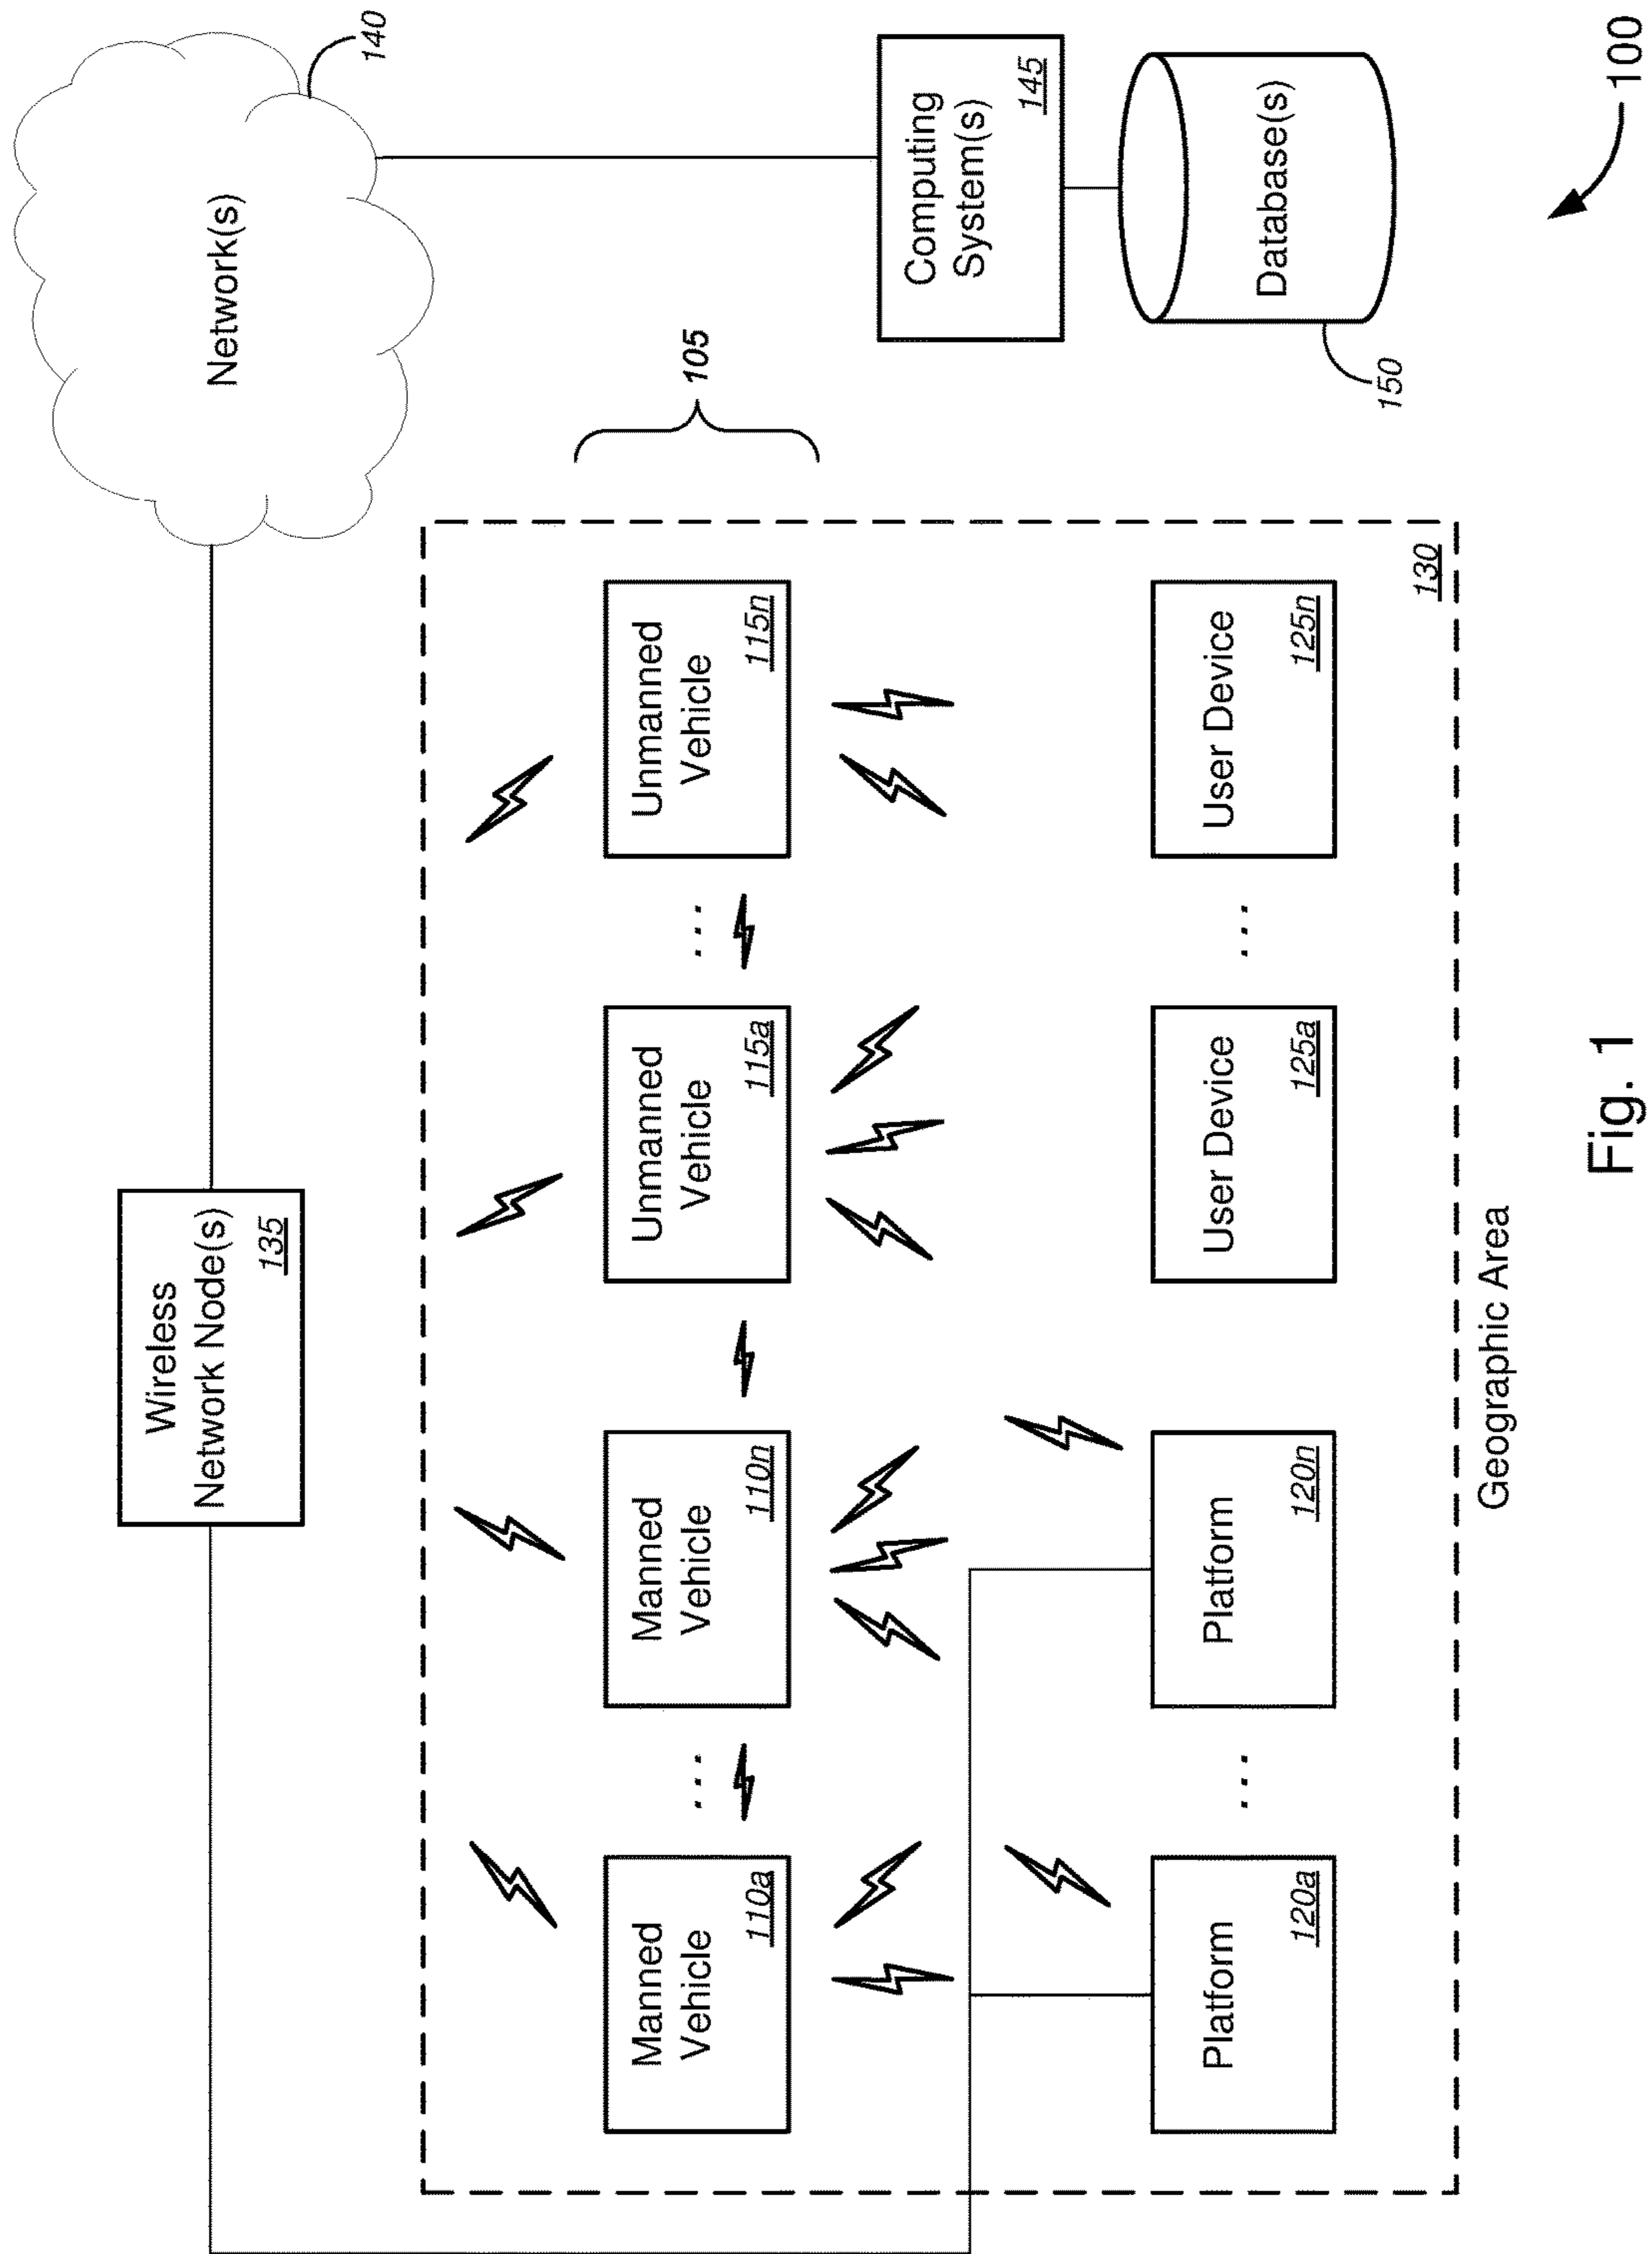 Network(s)
140
Wireless
Network Node(s)
135
105
Computing
System(s)
145
Database(s)
150
Manned
Vehicle
110a
...
Manned
Vehicle
110n
Unmanned
Vehicle
115a
...
Unmanned
Vehicle
115n
Platform
120a
...
Platform
120n
User Device
125a
...
User Device
125n
130
Geographic Area
100
Fig. 1